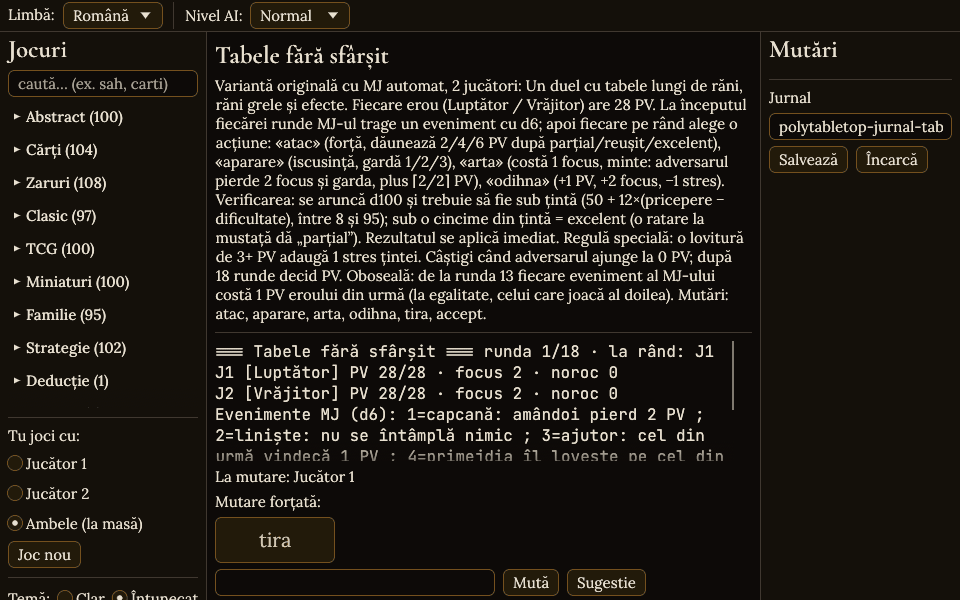 Limbă: Română ▼ Nivel AI: Normal ▼
Jocuri
caută... (ex. sah, carti)
▸ Abstract (100)
▸ Cărți (104)
▸ Zaruri (108)
▸ Clasic (97)
▸ TCG (100)
▸ Miniaturi (100)
▸ Familie (95)
▸ Strategie (102)
▸ Deducție (1)
Tu joci cu:
Jucător 1
Jucător 2
Ambele (la masă)
Joc nou
Temă: Clar Întunecat
Tabele fără sfârșit
Variantă originală cu MJ automat, 2 jucători: Un duel cu tabele lungi de răni,
răni grele și efecte. Fiecare erou (Luptător / Vrăjitor) are 28 PV. La începutul
fiecărei runde MJ-ul trage un eveniment cu d6; apoi fiecare pe rând alege o
acțiune: «atac» (forță, dăunează 2/4/6 PV după parțial/reușit/excelent),
«aparare» (iscusință, gardă 1/2/3), «arta» (costă 1 focus, minte: adversarul
pierde 2 focus și garda, plus ⌈2/2⌉ PV), «odihna» (+1 PV, +2 focus, −1 stres).
Verificarea: se aruncă d100 și trebuie să fie sub țintă (50 + 12×(pricepere −
dificultate), între 8 și 95); sub o cincime din țintă = excelent (o ratare la
mustață dă „parțial”). Rezultatul se aplică imediat. Regulă specială: o lovitură
de 3+ PV adaugă 1 stres țintei. Câștigi când adversarul ajunge la 0 PV; după
18 runde decid PV. Oboseală: de la runda 13 fiecare eveniment al MJ-ului
costă 1 PV eroului din urmă (la egalitate, celui care joacă al doilea). Mutări:
atac, aparare, arta, odihna, tira, accept.
═══ Tabele fără sfârșit ═══ runda 1/18 · la rând: J1
J1 [Luptător] PV 28/28 · focus 2 · noroc 0
J2 [Vrăjitor] PV 28/28 · focus 2 · noroc 0
Evenimente MJ (d6): 1=capcană: amândoi pierd 2 PV ;
2=liniște: nu se întâmplă nimic ; 3=ajutor: cel din
urmă vindecă 1 PV ; 4=primejdia îl lovește pe cel din
La mutare: Jucător 1
Mutare forțată:
tira
Mută Sugestie
Mutări
Jurnal
polytabletop-jurnal-tab
Salvează Încarcă